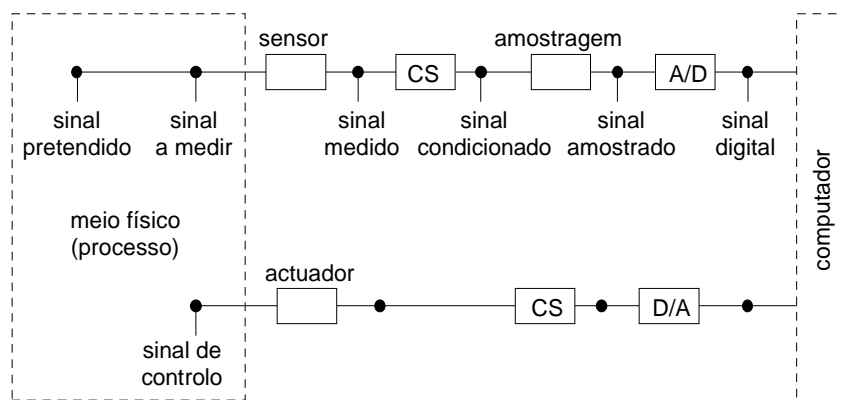 sensor
amostragem
CS
A/D
sinal
pretendido
sinal
a medir
sinal
medido
sinal
condicionado
sinal
amostrado
sinal
digital
computador
meio físico
(processo)
actuador
CS
D/A
sinal de
controlo